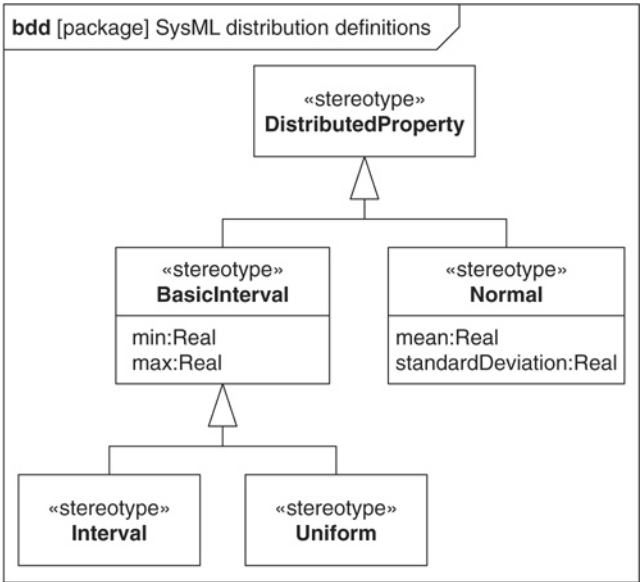 bdd [package] SysML distribution definitions
«stereotype»
DistributedProperty
«stereotype»
BasicInterval
min:Real
max:Real
«stereotype»
Normal
mean:Real
standardDeviation:Real
«stereotype»
Interval
«stereotype»
Uniform